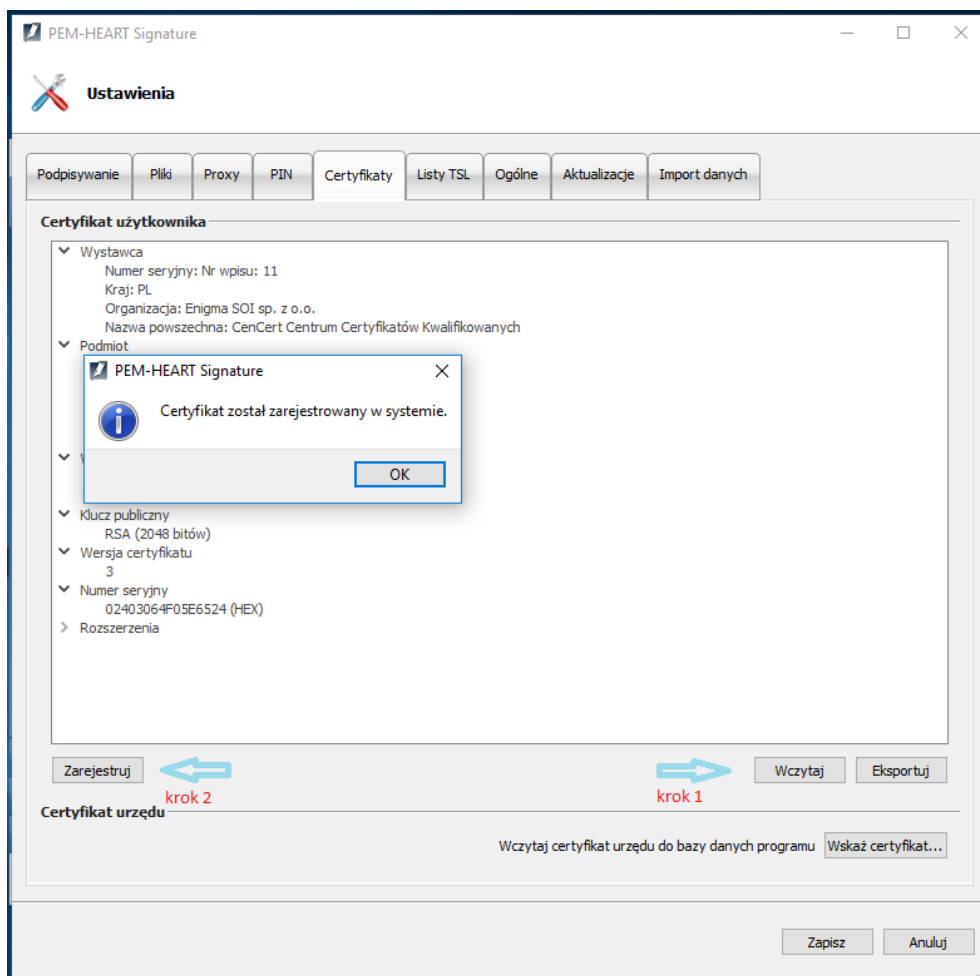 PEM-HEART Signature
Ustawienia
Podpisywanie Pliki Proxy PIN Certyfikaty Listy TSL Ogólne Aktualizacje Import danych
Certyfikat użytkownika
Wystawca
Numer seryjny: Nr wpisu: 11
Kraj: PL
Organizacja: Enigma SOI sp. z o.o.
Nazwa powszechna: CenCert Centrum Certyfikatów Kwalifikowanych
Podmiot
PEM-HEART Signature
Certyfikat został zarejestrowany w systemie.
OK
Klucz publiczny
RSA (2048 bitów)
Wersja certyfikatu
3
Numer seryjny
02403064F05E6524 (HEX)
Rozszerzenia
Zarejestruj Wczytaj Eksportuj
krok 2 krok 1
Certyfikat urzędu
Wczytaj certyfikat urzędu do bazy danych programu Wskaż certyfikat...
Zapisz Anuluj